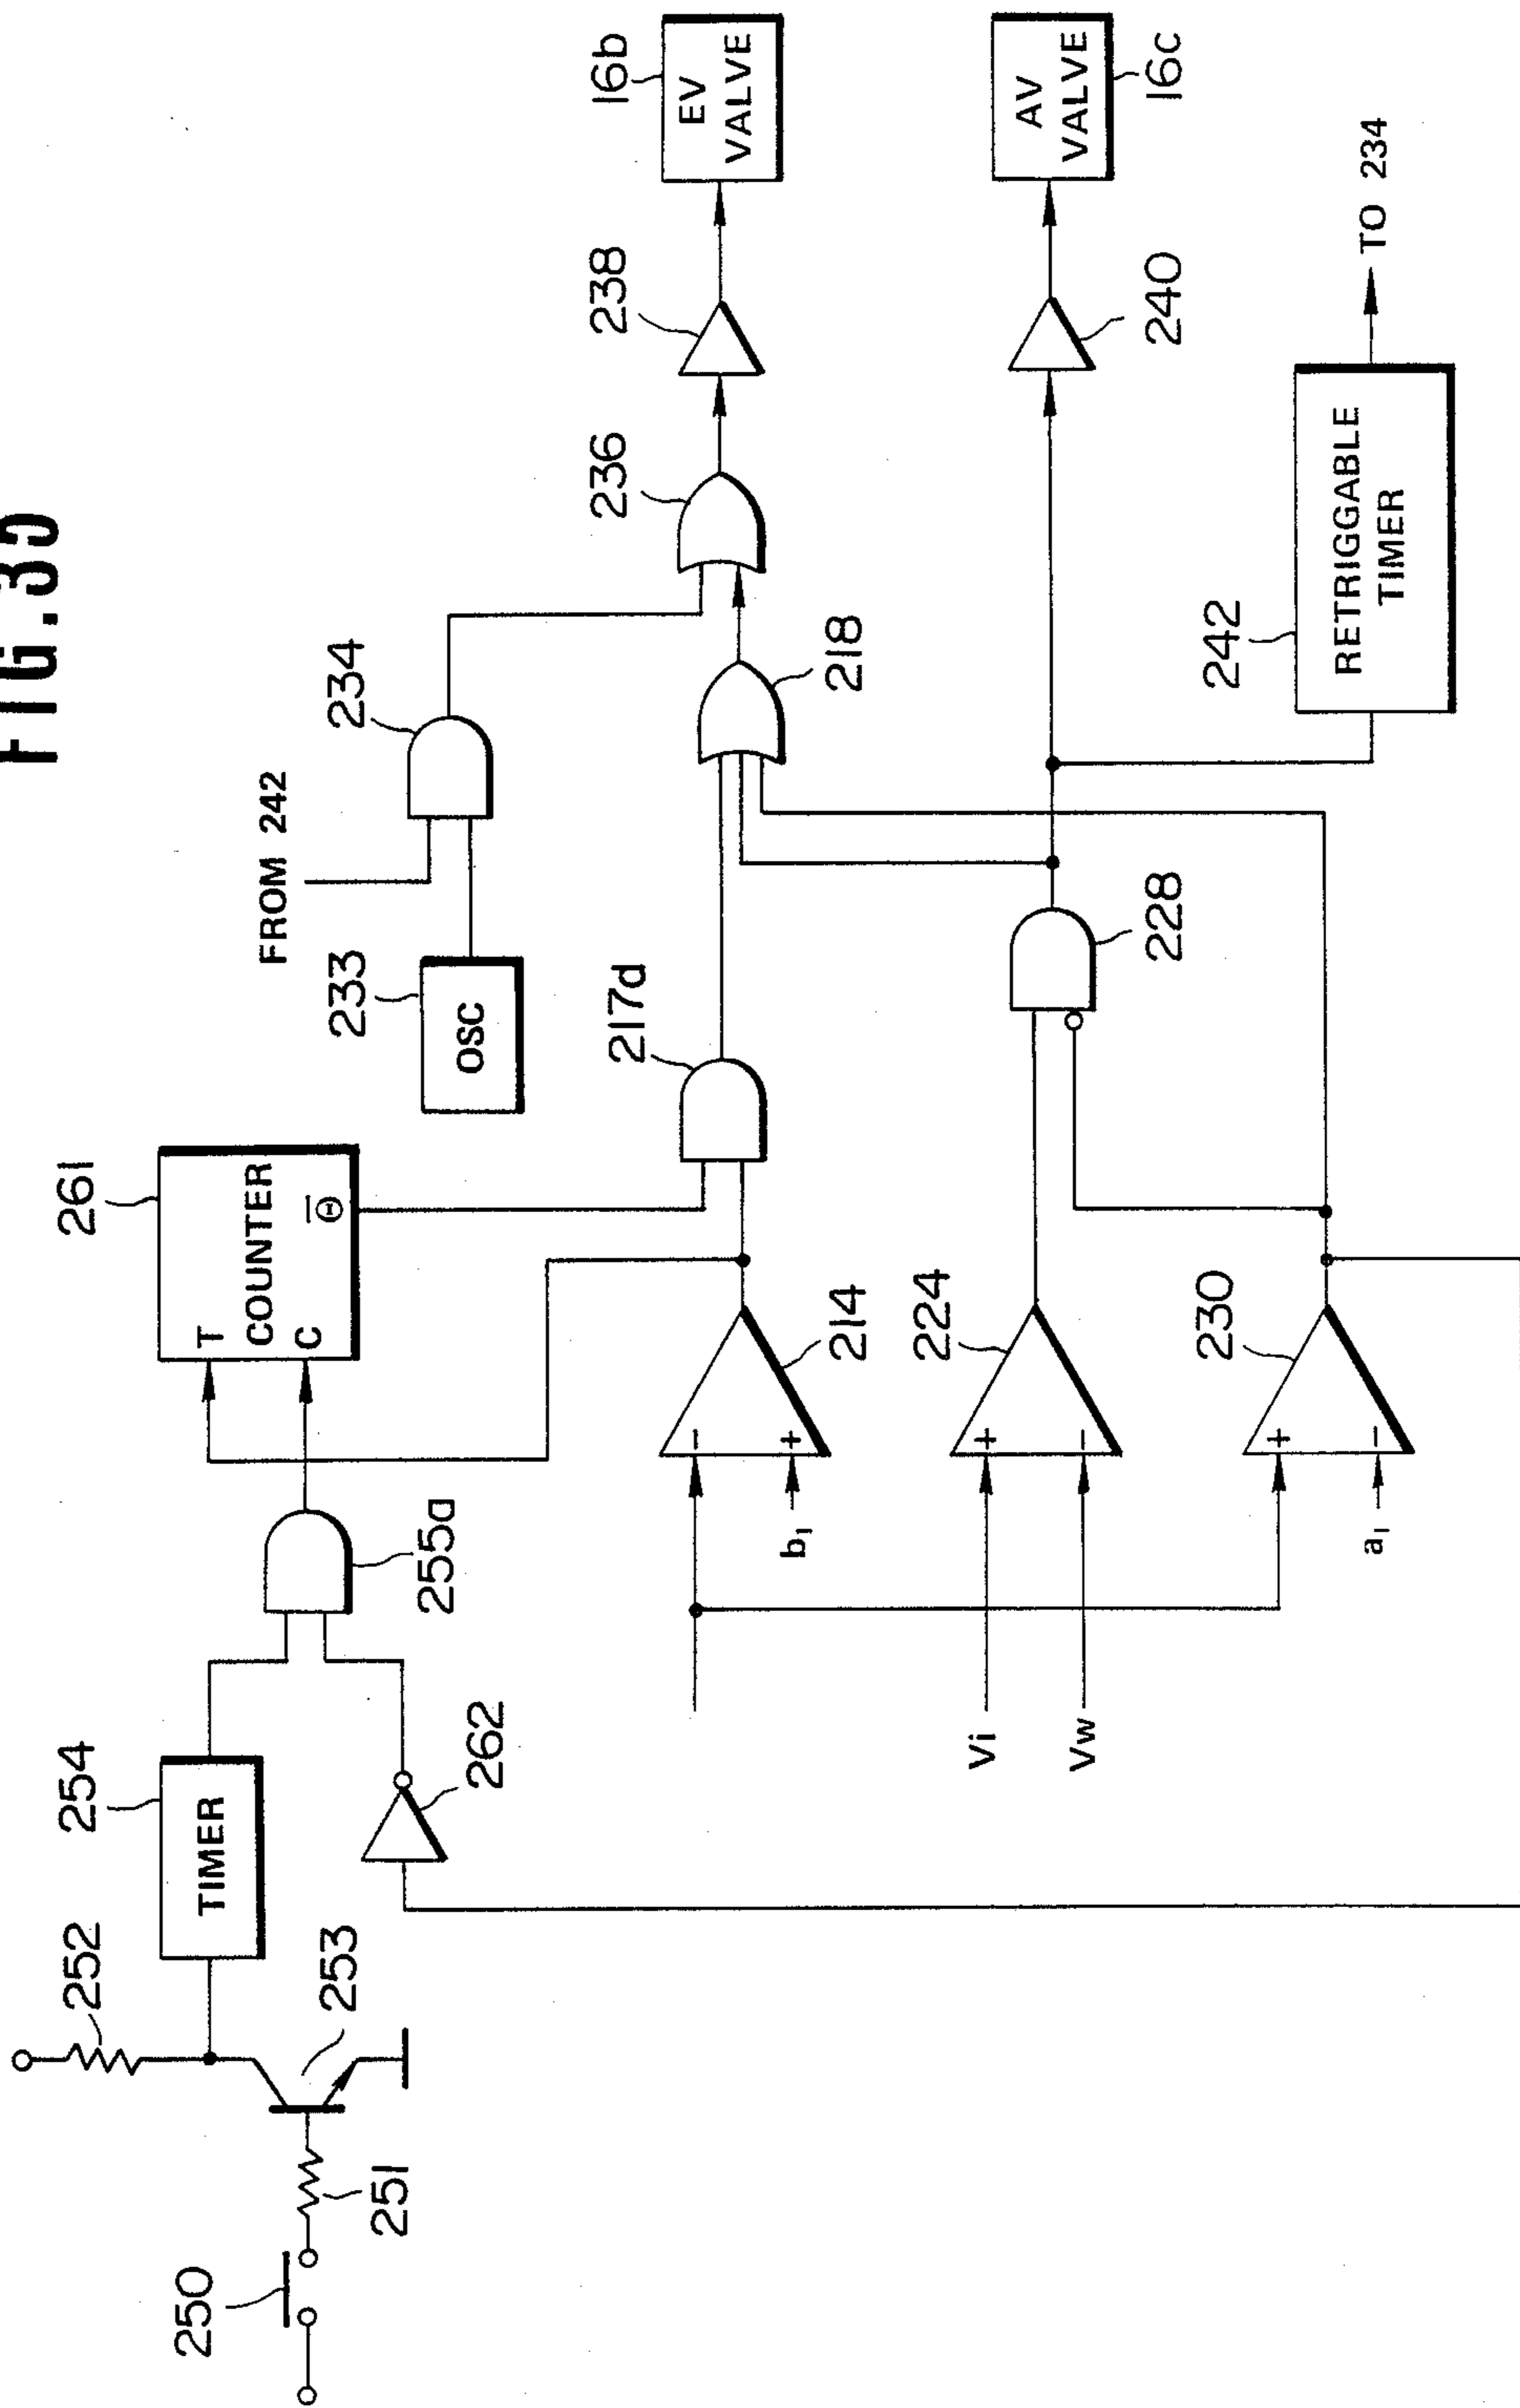 FIG.35
250
251
252
253
TIMER
254
262
255a
T
COUNTER
C
Θ̄
261
FROM 242
OSC
233
234
- 
+
b1
214
217d
218
236
238
EV
VALVE
16b
Vi
Vw
+
-
224
228
240
AV
VALVE
16c
+
-
a1
230
242
RETRIGGABLE
TIMER
TO 234